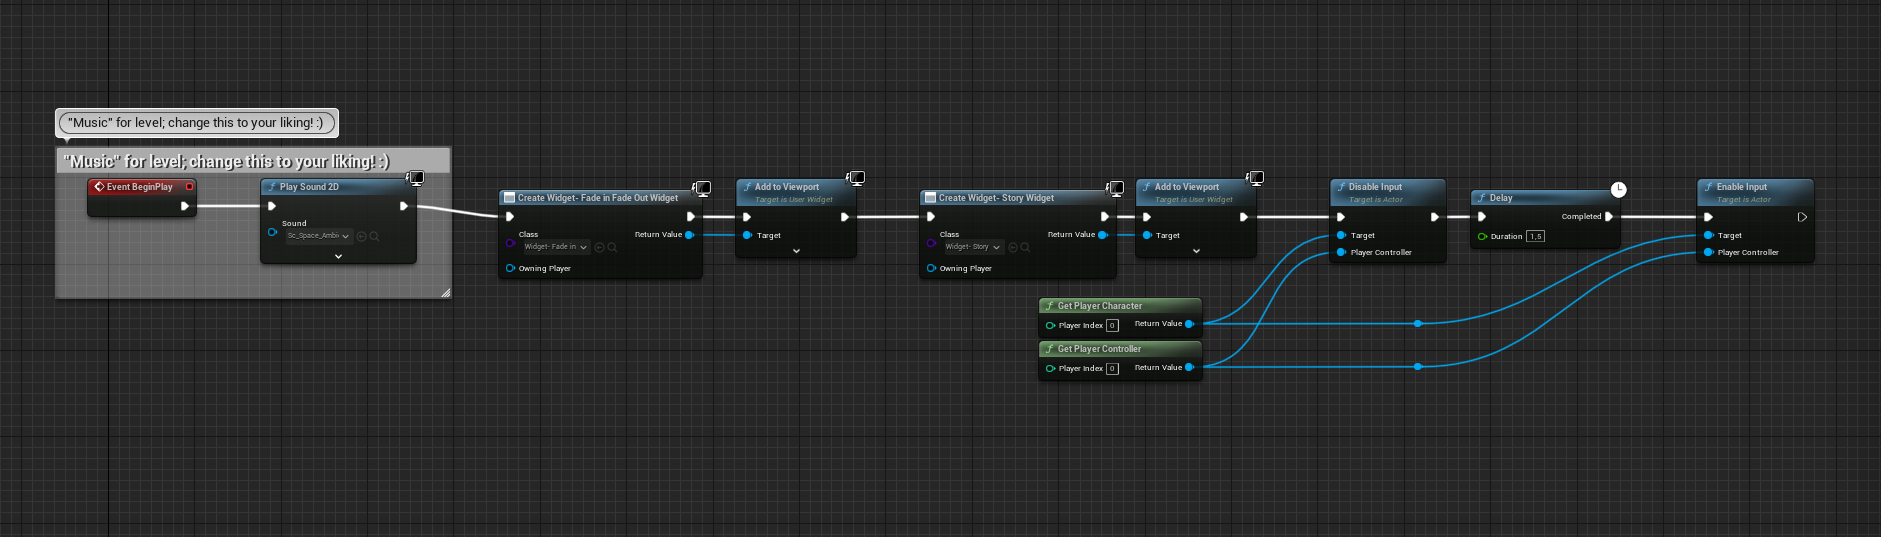 "Music" for level; change this to your liking! :)
"Music" for level; change this to your liking! :)
Event BeginPlay
Play Sound 2D
Sound
Sc_Space_Ambi
Create Widget- Fade in Fade Out Widget
Class
Widget- Fade in
Return Value
Owning Player
Add to Viewport
Target is User Widget
Target
Create Widget- Story Widget
Class
Widget- Story
Return Value
Owning Player
Add to Viewport
Target is User Widget
Target
Disable Input
Target is Actor
Target
Player Controller
Delay
Completed
Duration 1,5
Enable Input
Target is Actor
Target
Player Controller
Get Player Character
Player Index 0 Return Value
Get Player Controller
Player Index 0 Return Value